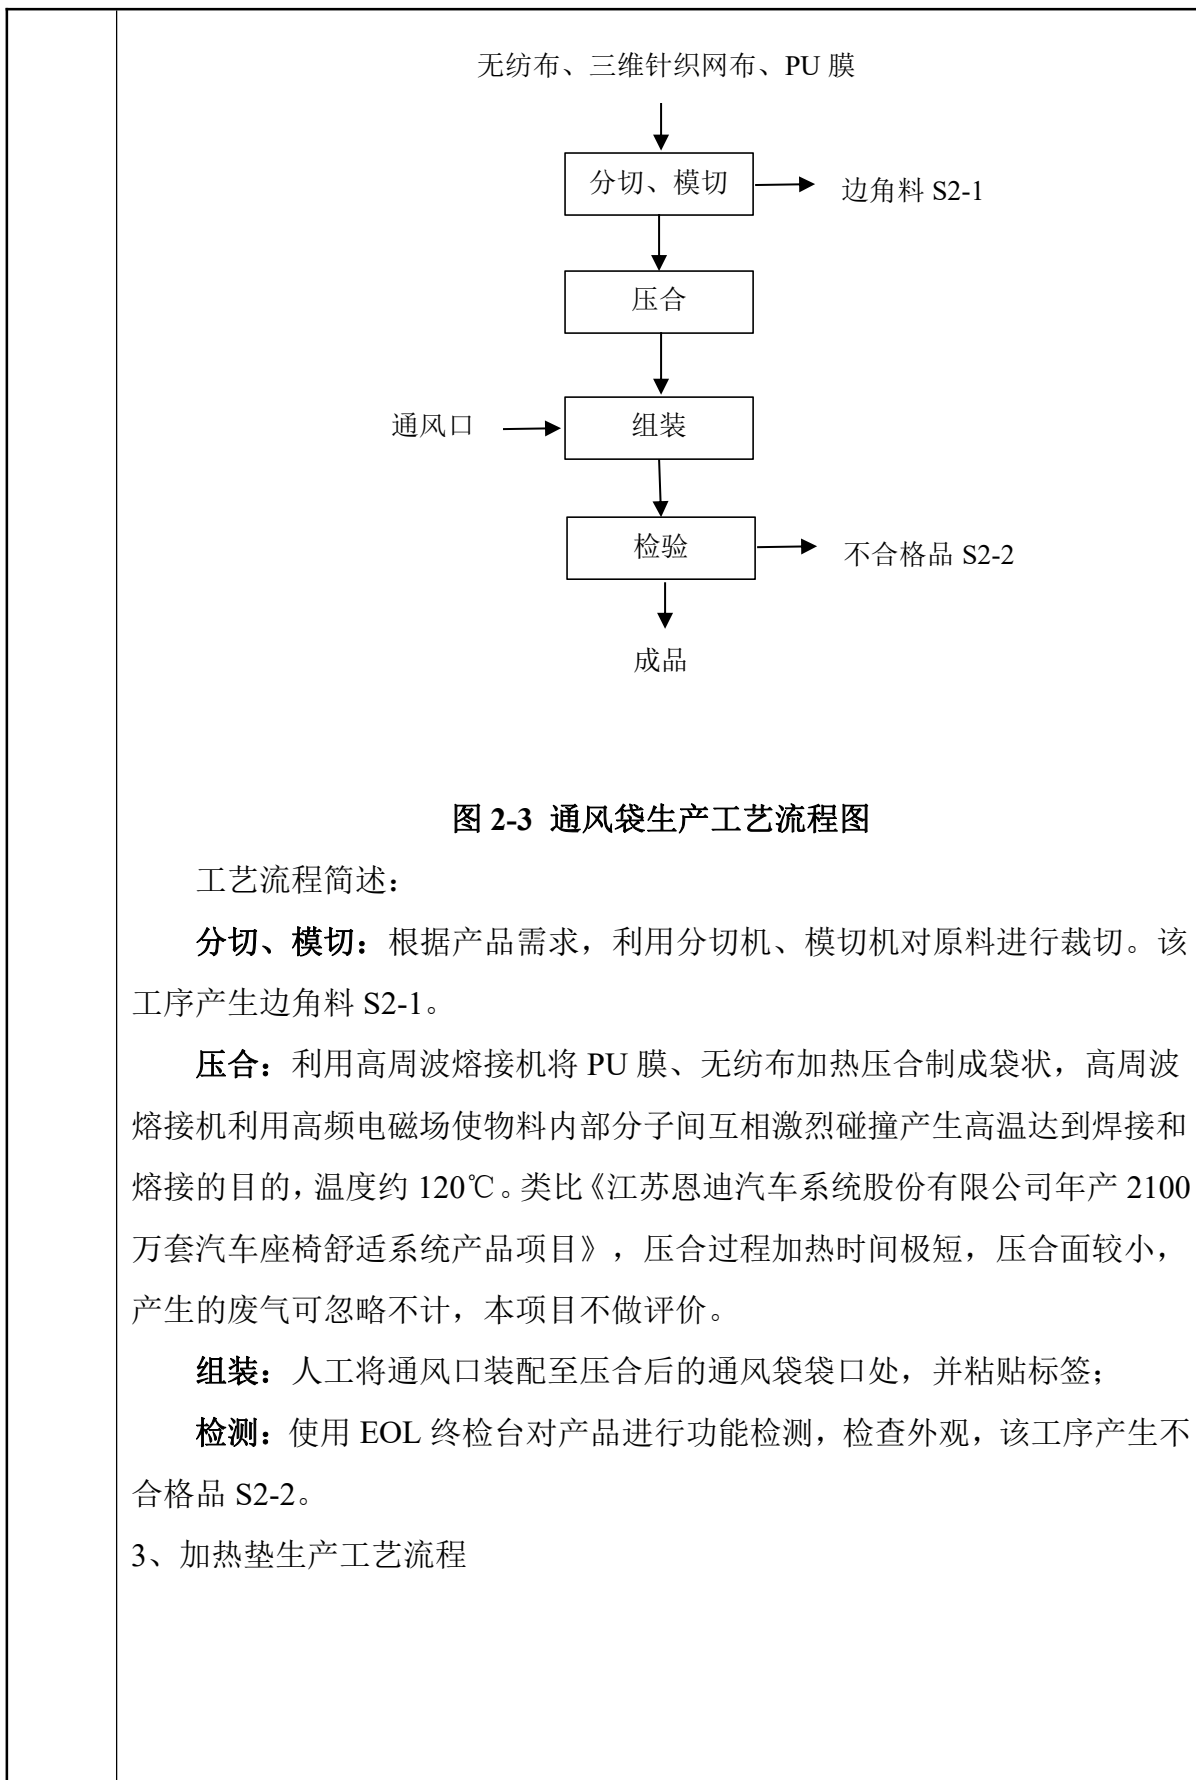 无纺布、三维针织网布、PU 膜
分切、模切
边角料 S2-1
压合
通风口
组装
检验
不合格品 S2-2
成品
图 2-3 通风袋生产工艺流程图
工艺流程简述：
分切、模切：根据产品需求，利用分切机、模切机对原料进行裁切。该
工序产生边角料 S2-1。
压合：利用高周波熔接机将 PU 膜、无纺布加热压合制成袋状，高周波
熔接机利用高频电磁场使物料内部分子间互相激烈碰撞产生高温达到焊接和
熔接的目的，温度约 120℃。类比《江苏恩迪汽车系统股份有限公司年产 2100
万套汽车座椅舒适系统产品项目》，压合过程加热时间极短，压合面较小，
产生的废气可忽略不计，本项目不做评价。
组装：人工将通风口装配至压合后的通风袋袋口处，并粘贴标签；
检测：使用 EOL 终检台对产品进行功能检测，检查外观，该工序产生不
合格品 S2-2。
3、加热垫生产工艺流程